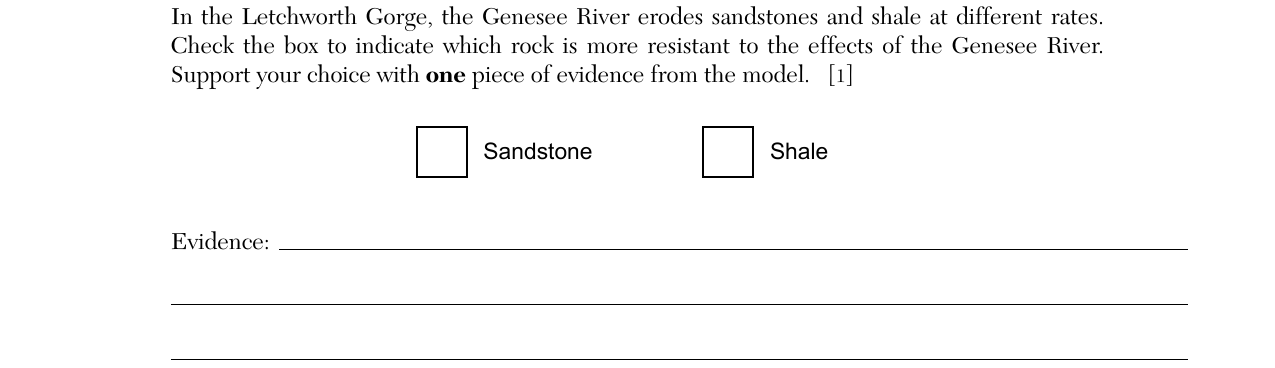 In the Letchworth Gorge, the Genesee River erodes sandstones and shale at different rates.
Check the box to indicate which rock is more resistant to the effects of the Genesee River.
Support your choice with one piece of evidence from the model. [1]
Sandstone Shale
Evidence: